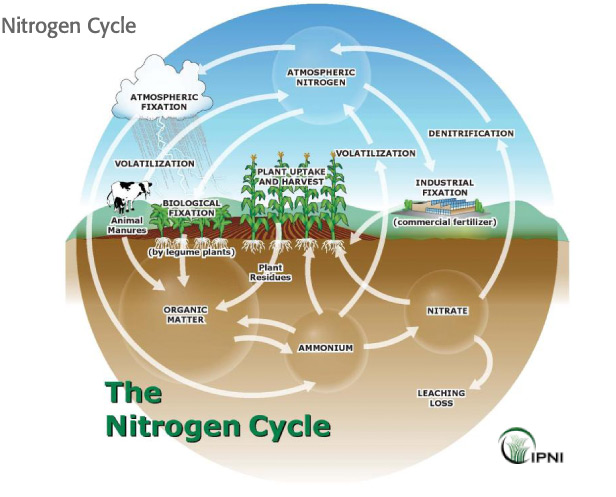 Nitrogen Cycle
ATMOSPHERIC
NITROGEN
ATMOSPHERIC
FIXATION
DENITRIFICATION
VOLATILIZATION
VOLATILIZATION
PLANT UPTAKE
AND HARVEST
INDUSTRIAL
FIXATION
(commercial fertilizer)
BIOLOGICAL
FIXATION
(by legume plants)
Animal
Manures
Plant
Residues
ORGANIC
MATTER
NITRATE
AMMONIUM
LEACHING
LOSS
The
Nitrogen Cycle
IPNI